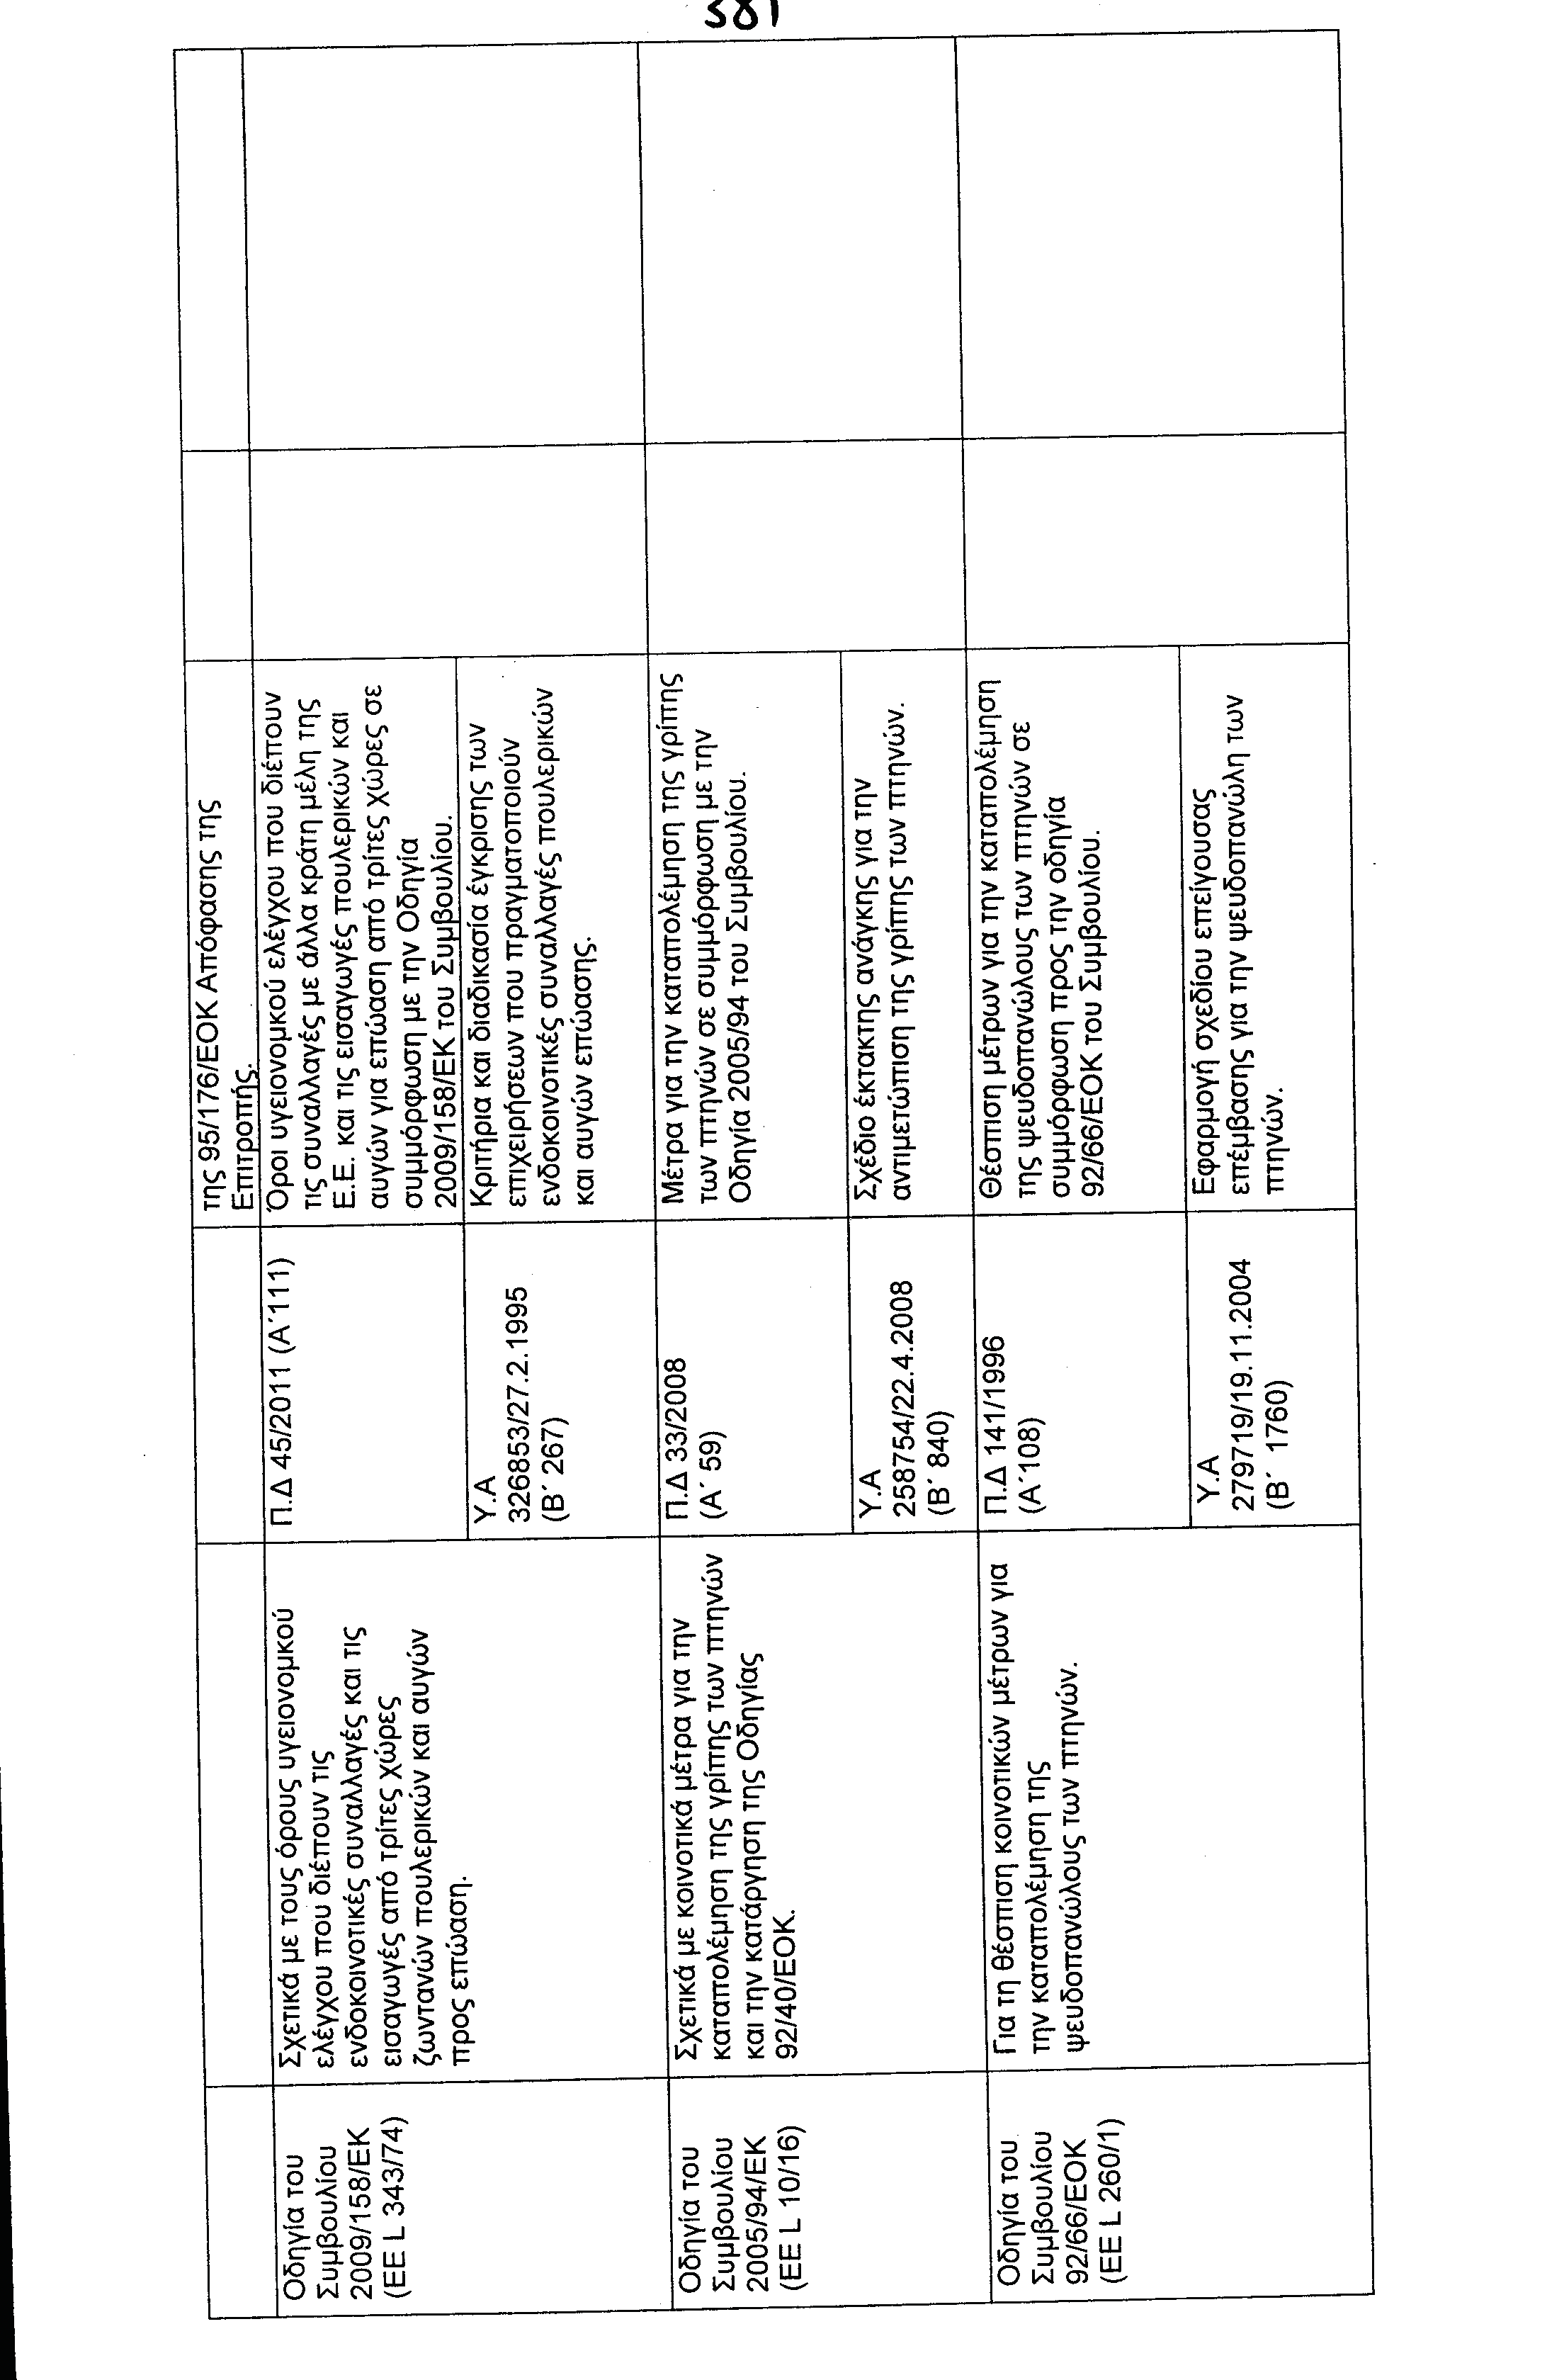 381
της 95/176/ΕΟΚ Απόφασης της
Επιτροπής.
Οδηγία του
Συμβουλίου
2009/158/ΕΚ
(ΕΕ L 343/74)
Σχετικά με τους όρους υγειονομκού
ελέγχου που διέπουν τις
ενδοκοινοτικές συναλλαγές και τις
εισαγωγές από τρίτες χώρες
ζωντανών πουλερικών και αυγών
προς επώαση.
Π.Δ 45/2011 (Α΄111)
Όροι υγειονομκού ελέγχου που διέπουν
τις συναλλαγές με άλλα κράτη μέλη της
Ε.Ε. και τις εισαγωγές πουλερικών και
αυγών για επώαση από τρίτες χώρες σε
συμμόρφωση με την Οδηγία
2009/158/ΕΚ του Συμβουλίου.
Υ.Α
326853/27.2.1995
(Β΄ 267)
Κριτήρια και διαδικασία έγκρισης των
επιχειρήσεων που πραγματοποιούν
ενδοκοινοτικές συναλλαγές πουλερικών
και αυγών επώασης.
Οδηγία του
Συμβουλίου
2005/94/ΕΚ
(ΕΕ L 10/16)
Σχετικά με κοινοτικά μέτρα για την
καταπολέμηση της γρίπης των πτηνών
και την κατάργηση της Οδηγίας
92/40/ΕΟΚ.
Π.Δ 33/2008
(Α΄ 59)
Μέτρα για την καταπολέμηση της γρίπης
των πτηνών σε συμμόρφωση με την
Οδηγία 2005/94 του Συμβουλίου.
Υ.Α
258754/22.4.2008
(Β΄ 840)
Σχέδιο έκτακτης ανάγκης για την
αντιμετώπιση της γρίπης των πτηνών.
Οδηγία του
Συμβουλίου
92/66/ΕΟΚ
(ΕΕ L 260/1)
Για τη θέσπιση κοινοτικών μέτρων για
την καταπολέμηση της
ψευδοπανώλους των πτηνών.
Π.Δ 141/1996
(Α΄108)
Θέσπιση μέτρων για την καταπολέμηση
της ψευδοπανώλους των πτηνών σε
συμμόρφωση προς την οδηγία
92/66/ΕΟΚ του Συμβουλίου.
Υ.Α
279719/19.11.2004
(Β΄ 1760)
Εφαρμογή σχεδίου επείγουσας
επέμβασης για την ψευδοπανώλη των
πτηνών.